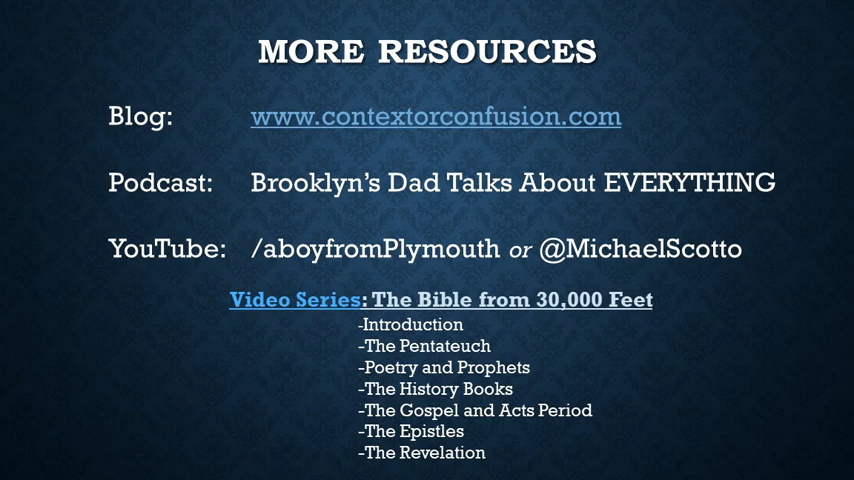 MORE RESOURCES
Blog: www.contextorconfusion.com
Podcast: Brooklyn's Dad Talks About EVERYTHING
YouTube: /aboyfromPlymouth or @MichaelScotto
Video Series: The Bible from 30,000 Feet
-Introduction
-The Pentateuch
-Poetry and Prophets
-The History Books
-The Gospel and Acts Period
-The Epistles
-The Revelation